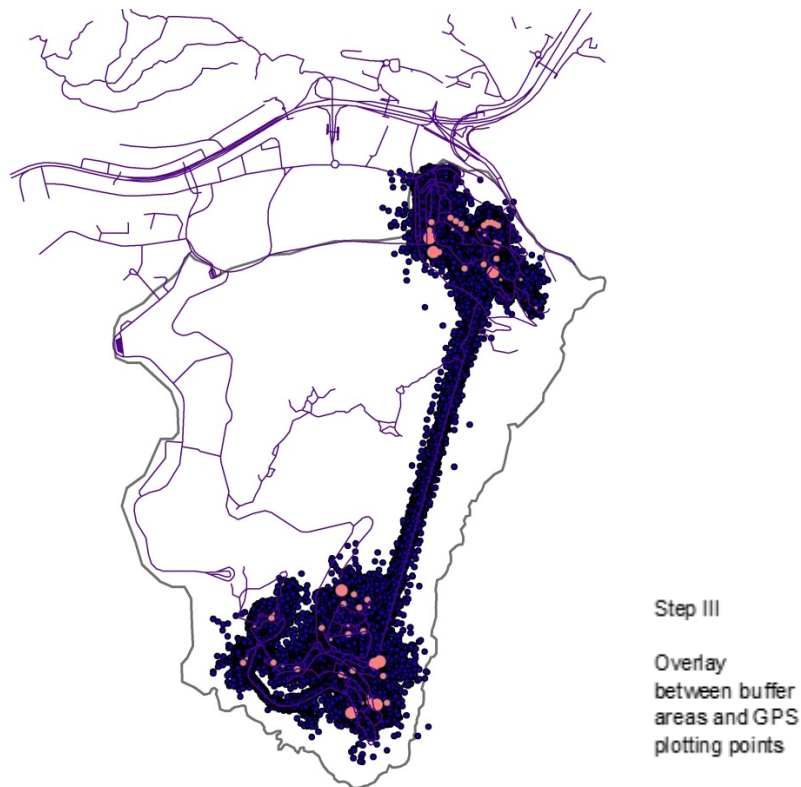 Step III
Overlay
between buffer
areas and GPS
plotting points